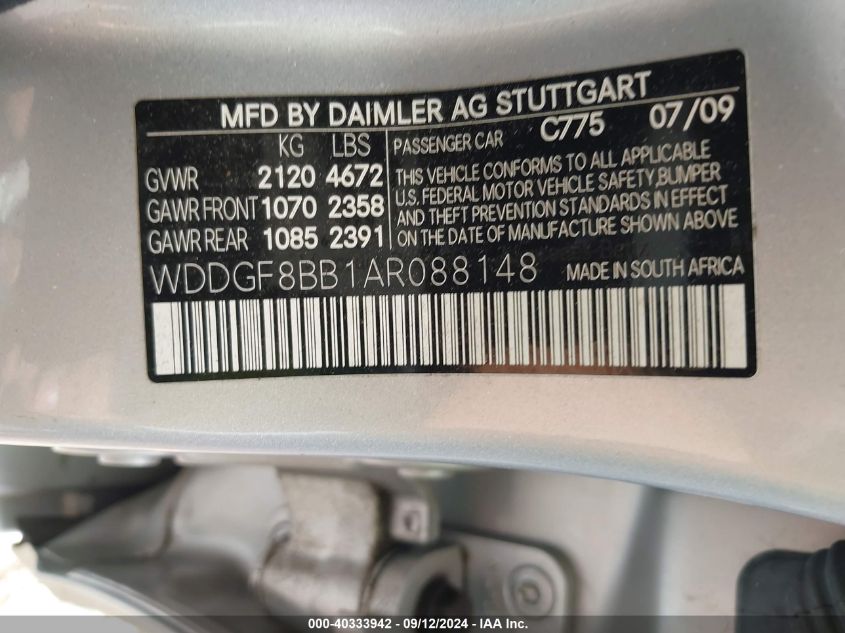 MFD BY DAIMLER AG STUTTGART
KG LBS
GVWR 2120 4672
GAWR FRONT 1070 2358
GAWR REAR 1085 2391
PASSENGER CAR C775 07/09
THIS VEHICLE CONFORMS TO ALL APPLICABLE
U.S. FEDERAL MOTOR VEHICLE SAFETY,BUMPER
AND THEFT PREVENTION STANDARDS IN EFFECT
ON THE DATE OF MANUFACTURE SHOWN ABOVE
WDDGF8BB1AR088148 MADE IN SOUTH AFRICA
000-40333942 - 09/12/2024 - IAA Inc.